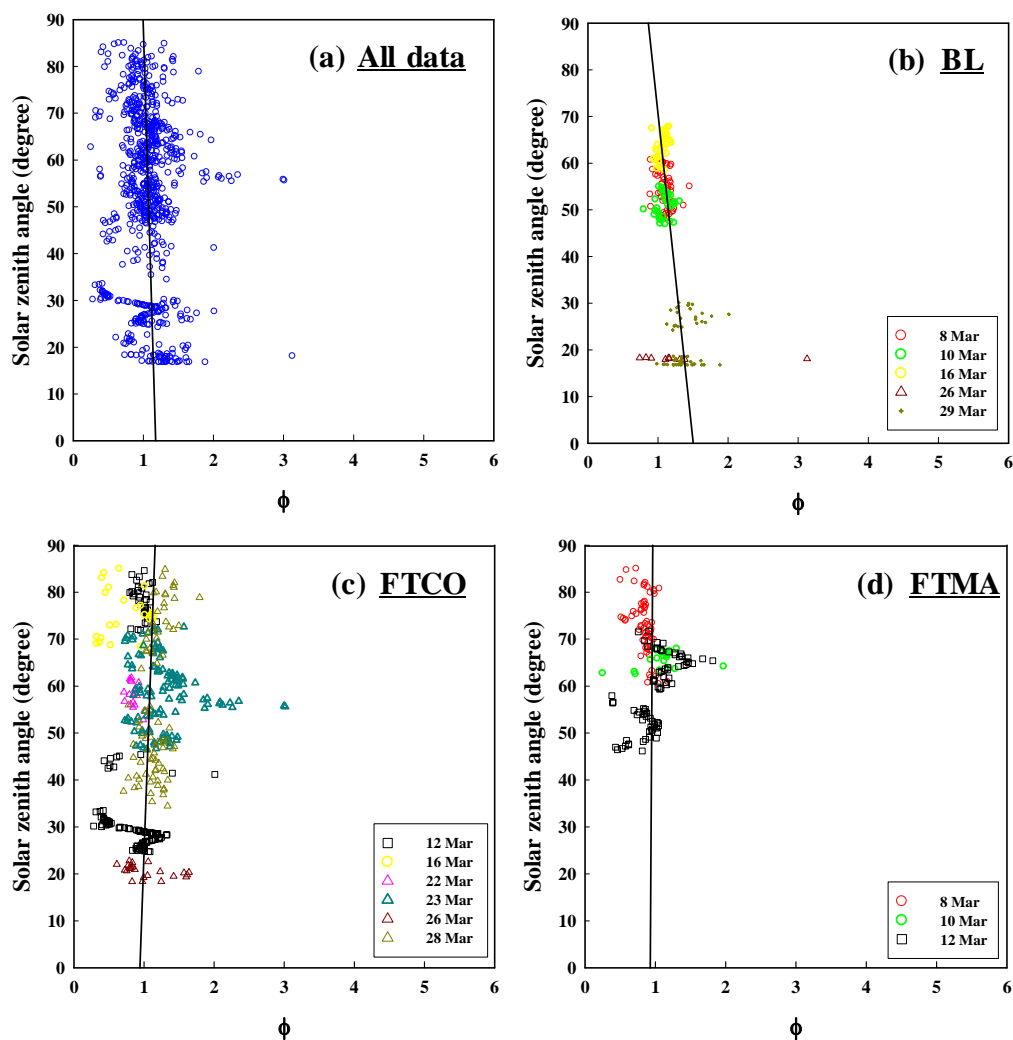 (a) All data
Solar zenith angle (degree)
90
80
70
60
50
40
30
20
10
0
0 1 2 3 4 5 6
ϕ
(b) BL
Solar zenith angle (degree)
90
80
70
60
50
40
30
20
10
0
8 Mar
10 Mar
16 Mar
26 Mar
29 Mar
0 1 2 3 4 5 6
ϕ
(c) FTCO
Solar zenith angle (degree)
90
80
70
60
50
40
30
20
10
0
12 Mar
16 Mar
22 Mar
23 Mar
26 Mar
28 Mar
0 1 2 3 4 5 6
ϕ
(d) FTMA
Solar zenith angle (degree)
90
80
70
60
50
40
30
20
10
0
8 Mar
10 Mar
12 Mar
0 1 2 3 4 5 6
ϕ